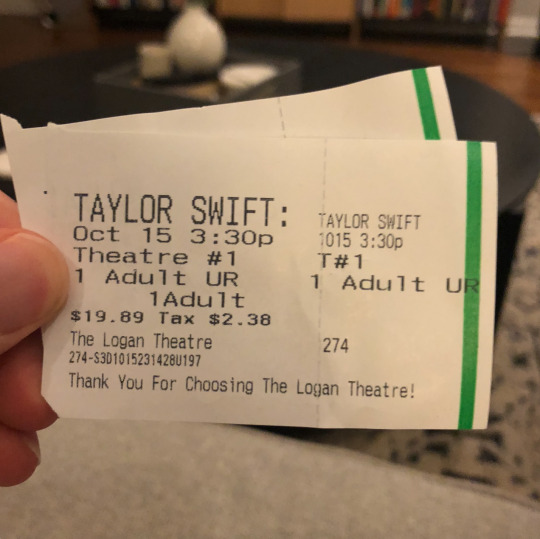 TAYLOR SWIFT:
Oct 15 3:30p
Theatre #1
1 Adult UR
1Adult
$19.89 Tax $2.38
The Logan Theatre
274-S3D1015231428U197
Thank You For Choosing The Logan Theatre!
TAYLOR SWIFT
1015 3:30p
T#1
1 Adult UR
274